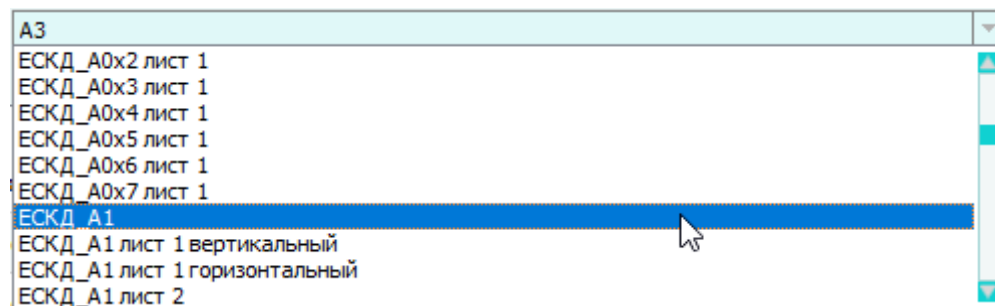 А3
ЕСКД_А0х2 лист 1
ЕСКД_А0х3 лист 1
ЕСКД_А0х4 лист 1
ЕСКД_А0х5 лист 1
ЕСКД_А0х6 лист 1
ЕСКД_А0х7 лист 1
ЕСКД_А1
ЕСКД_А1 лист 1 вертикальный
ЕСКД_А1 лист 1 горизонтальный
ЕСКД_А1 лист 2